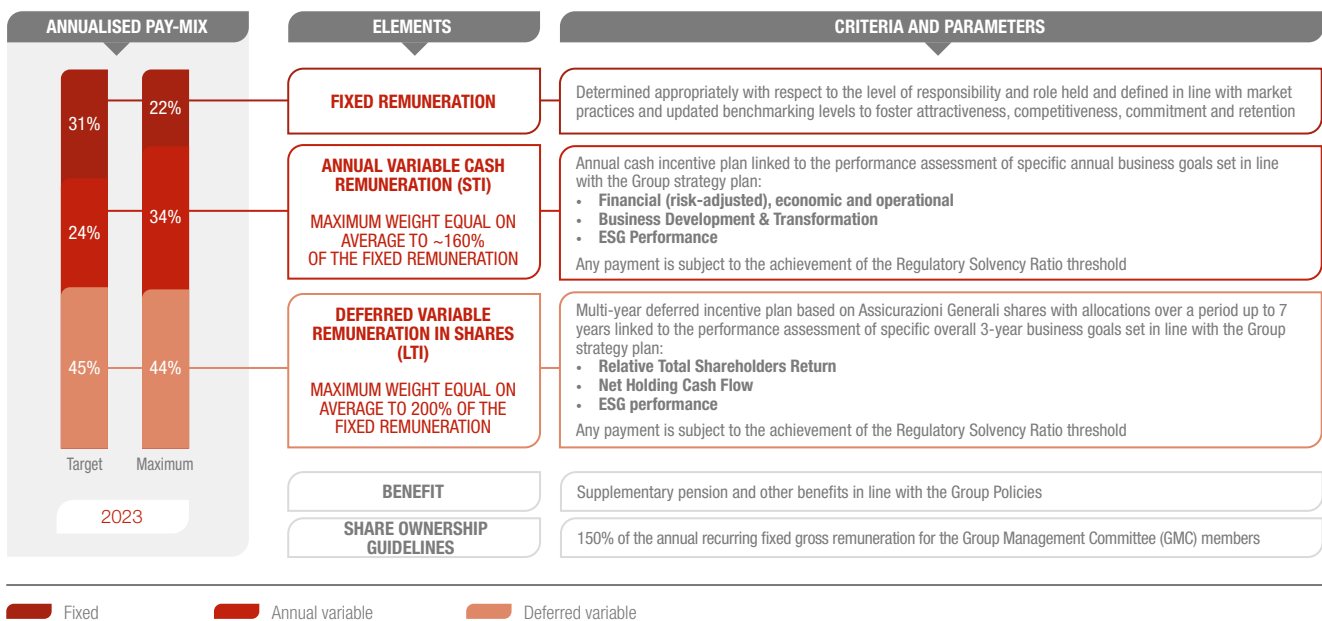 ANNUALISED PAY-MIX
ELEMENTS
CRITERIA AND PARAMETERS
31%
24%
45%
Target
22%
34%
44%
Maximum
2023
FIXED REMUNERATION
Determined appropriately with respect to the level of responsibility and role held and defined in line with market
practices and updated benchmarking levels to foster attractiveness, competitiveness, commitment and retention
ANNUAL VARIABLE CASH
REMUNERATION (STI)
MAXIMUM WEIGHT EQUAL ON
AVERAGE TO ~160%
OF THE FIXED REMUNERATION
Annual cash incentive plan linked to the performance assessment of specific annual business goals set in line
with the Group strategy plan:
• Financial (risk-adjusted), economic and operational
• Business Development & Transformation
• ESG Performance
Any payment is subject to the achievement of the Regulatory Solvency Ratio threshold
DEFERRED VARIABLE
REMUNERATION IN SHARES
(LTI)
MAXIMUM WEIGHT EQUAL ON
AVERAGE TO 200% OF THE
FIXED REMUNERATION
Multi-year deferred incentive plan based on Assicurazioni Generali shares with allocations over a period up to 7
years linked to the performance assessment of specific overall 3-year business goals set in line with the Group
strategy plan:
• Relative Total Shareholders Return
• Net Holding Cash Flow
• ESG performance
Any payment is subject to the achievement of the Regulatory Solvency Ratio threshold
BENEFIT
Supplementary pension and other benefits in line with the Group Policies
SHARE OWNERSHIP
GUIDELINES
150% of the annual recurring fixed gross remuneration for the Group Management Committee (GMC) members
Fixed
Annual variable
Deferred variable